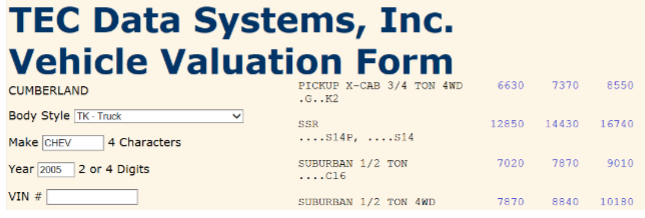 TEC Data Systems, Inc.
Vehicle Valuation Form
CUMBERLAND
Body Style TK - Truck
Make CHEV 4 Characters
Year 2005 2 or 4 Digits
VIN #
PICKUP X-CAB 3/4 TON 4WD 6630 7370 8550
.G..K2
SSR 12850 14430 16740
....S14P, ....S14
SUBURBAN 1/2 TON 7020 7870 9010
....C16
SUBURBAN 1/2 TON 4WD 7870 8840 10180